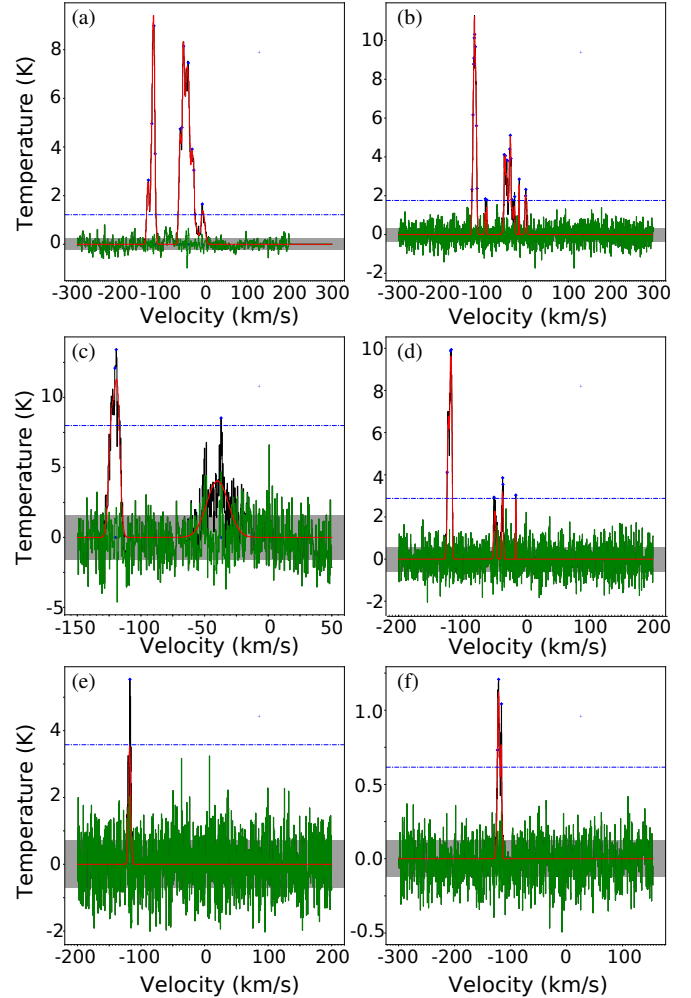 (a) (b)
8 10
6 8
4 6
4
2 2
0 0
-2
Temperature (K)
-300 -200 -100 0 100 200 300 -300 -200 -100 0 100 200 300
Velocity (km/s) Velocity (km/s)
(c) (d)
10 10
8
5 6
4
0 2
0
-5 -2
Temperature (K)
-150 -100 -50 0 50 -200 -100 0 100 200
Velocity (km/s) Velocity (km/s)
(e) (f)
4 1.0
2 0.5
0 0.0
-2 -0.5
Temperature (K)
-200 -100 0 100 200 -300 -200 -100 0 100
Velocity (km/s) Velocity (km/s)